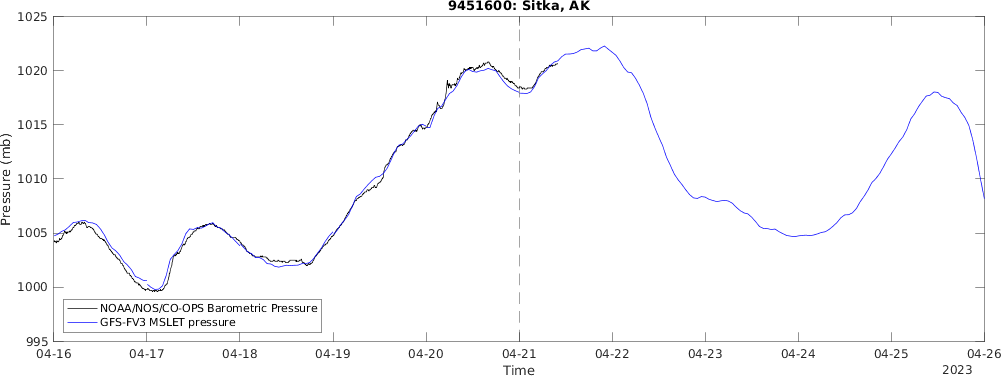 9451600: Sitka, AK
Pressure (mb)
1025
1020
1015
1010
1005
1000
995
NOAA/NOS/CO-OPS Barometric Pressure
GFS-FV3 MSLET pressure
04-16 04-17 04-18 04-19 04-20 04-21 04-22 04-23 04-24 04-25 04-26
Time
2023